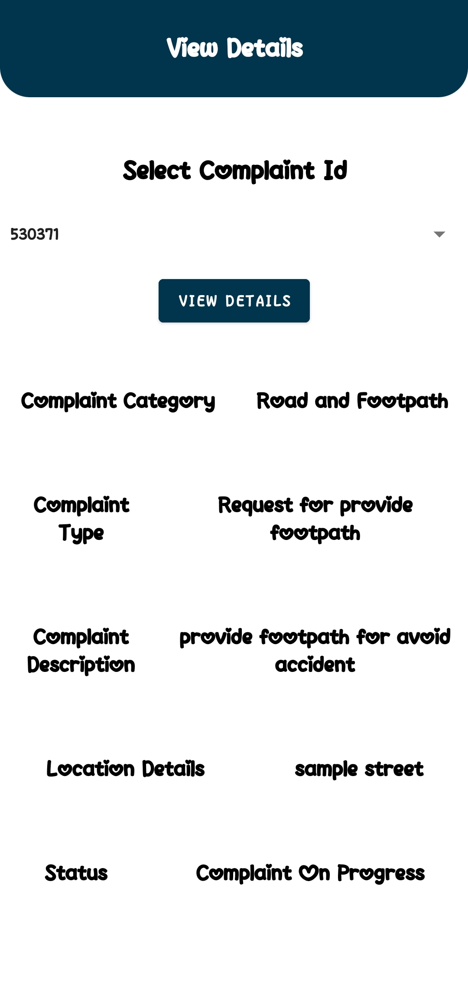 View Details
Select Complaint Id
530371
VIEW DETAILS
Complaint Category
Road and Footpath
Complaint
Type
Request for provide
footpath
Complaint
Description
provide footpath for avoid
accident
Location Details
sample street
Status
Complaint On Progress